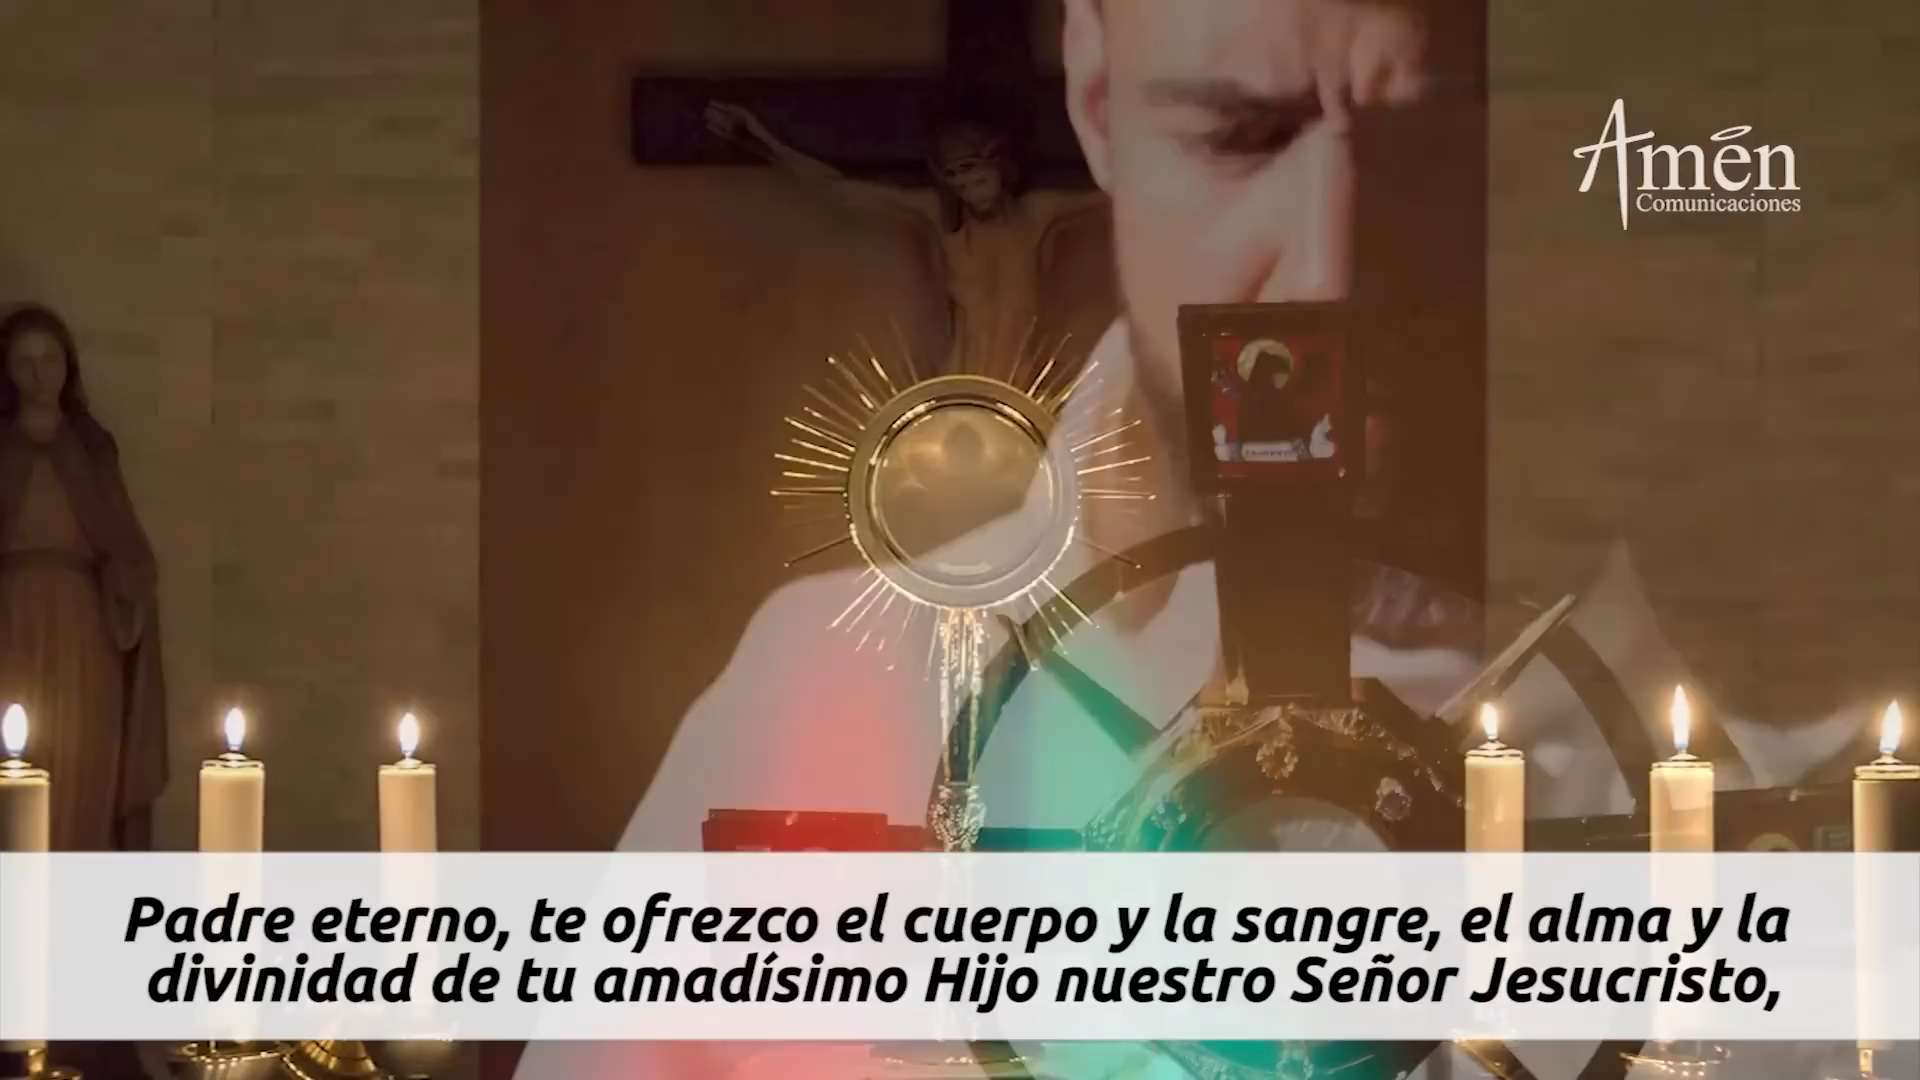 Amén
Comunicaciones
Padre eterno, te ofrezco el cuerpo y la sangre, el alma y la
divinidad de tu amadísimo Hijo nuestro Señor Jesucristo,